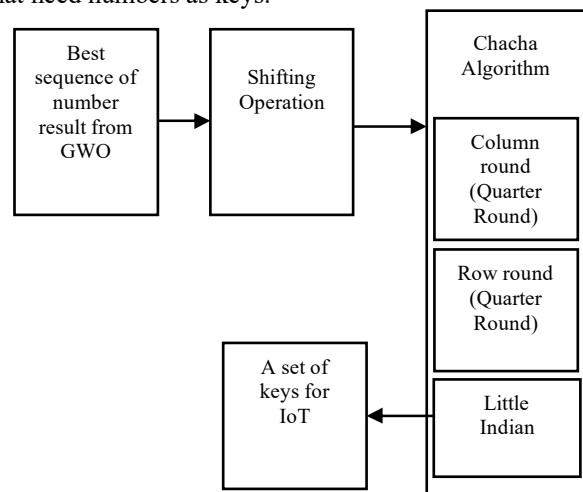 hat need numbers as keys.
Best
sequence of
number
result from
GWO
Shifting
Operation
Chacha
Algorithm
Column
round
(Quarter
Round)
Row round
(Quarter
Round)
Little
Indian
A set of
keys for
IoT